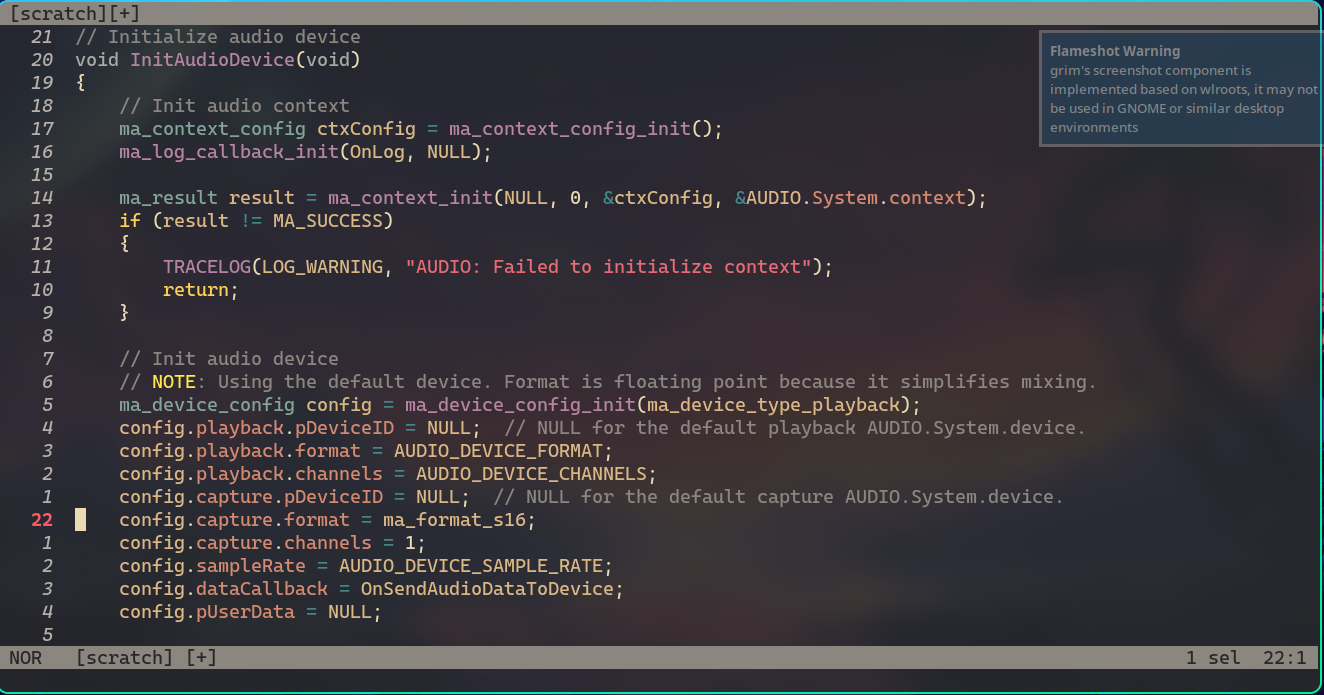 [scratch][+]
21 // Initialize audio device
20 void InitAudioDevice(void)
19 {
18     // Init audio context
17     ma_context_config ctxConfig = ma_context_config_init();
16     ma_log_callback_init(OnLog, NULL);
15
14     ma_result result = ma_context_init(NULL, 0, &ctxConfig, &AUDIO.System.context);
13     if (result != MA_SUCCESS)
12     {
11         TRACELOG(LOG_WARNING, "AUDIO: Failed to initialize context");
10         return;
9     }
8
7     // Init audio device
6     // NOTE: Using the default device. Format is floating point because it simplifies mixing.
5     ma_device_config config = ma_device_config_init(ma_device_type_playback);
4     config.playback.pDeviceID = NULL;  // NULL for the default playback AUDIO.System.device.
3     config.playback.format = AUDIO_DEVICE_FORMAT;
2     config.playback.channels = AUDIO_DEVICE_CHANNELS;
1     config.capture.pDeviceID = NULL;  // NULL for the default capture AUDIO.System.device.
22     config.capture.format = ma_format_s16;
1     config.capture.channels = 1;
2     config.sampleRate = AUDIO_DEVICE_SAMPLE_RATE;
3     config.dataCallback = OnSendAudioDataToDevice;
4     config.pUserData = NULL;
5
NOR [scratch] [+] 1 sel 22:1
Flameshot Warning
grim's screenshot component is
implemented based on wlroots, it may not
be used in GNOME or similar desktop
environments